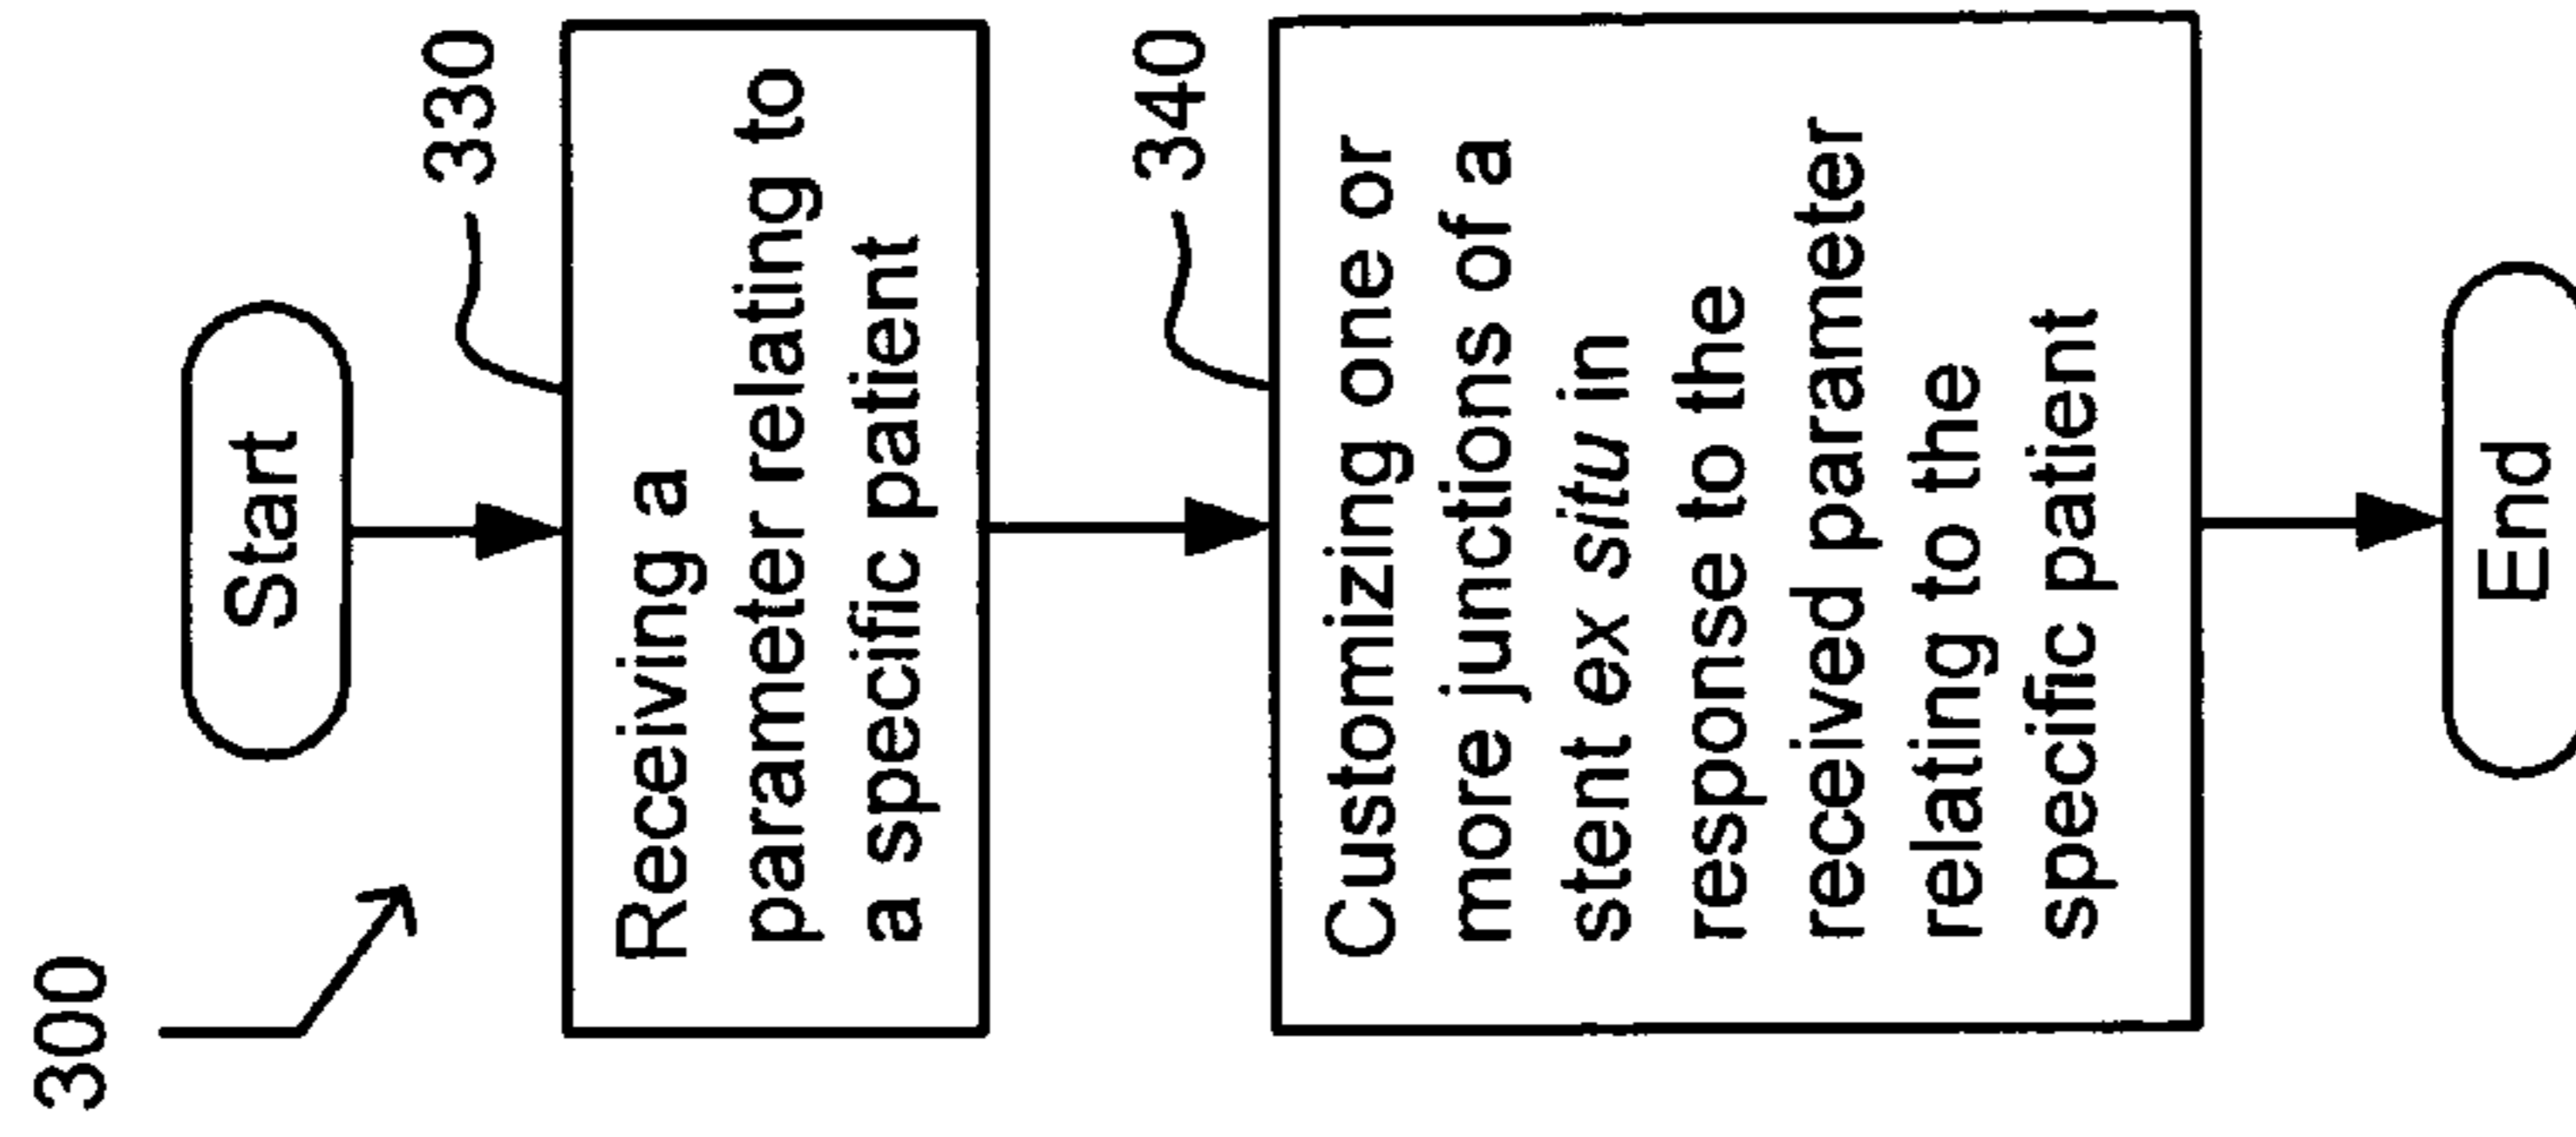 300
Start
330
Receiving a
parameter relating to
a specific patient
340
Customizing one or
more junctions of a
stent ex situ in
response to the
received parameter
relating to the
specific patient
End